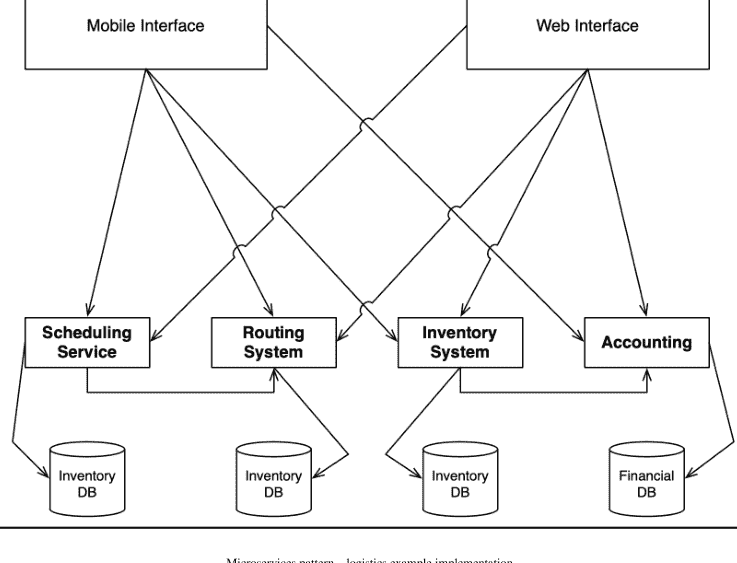 Mobile Interface
Web Interface
Scheduling
Service
Routing
System
Inventory
System
Accounting
Inventory
DB
Inventory
DB
Inventory
DB
Financial
DB
Microservices pattern – logistics example implementation